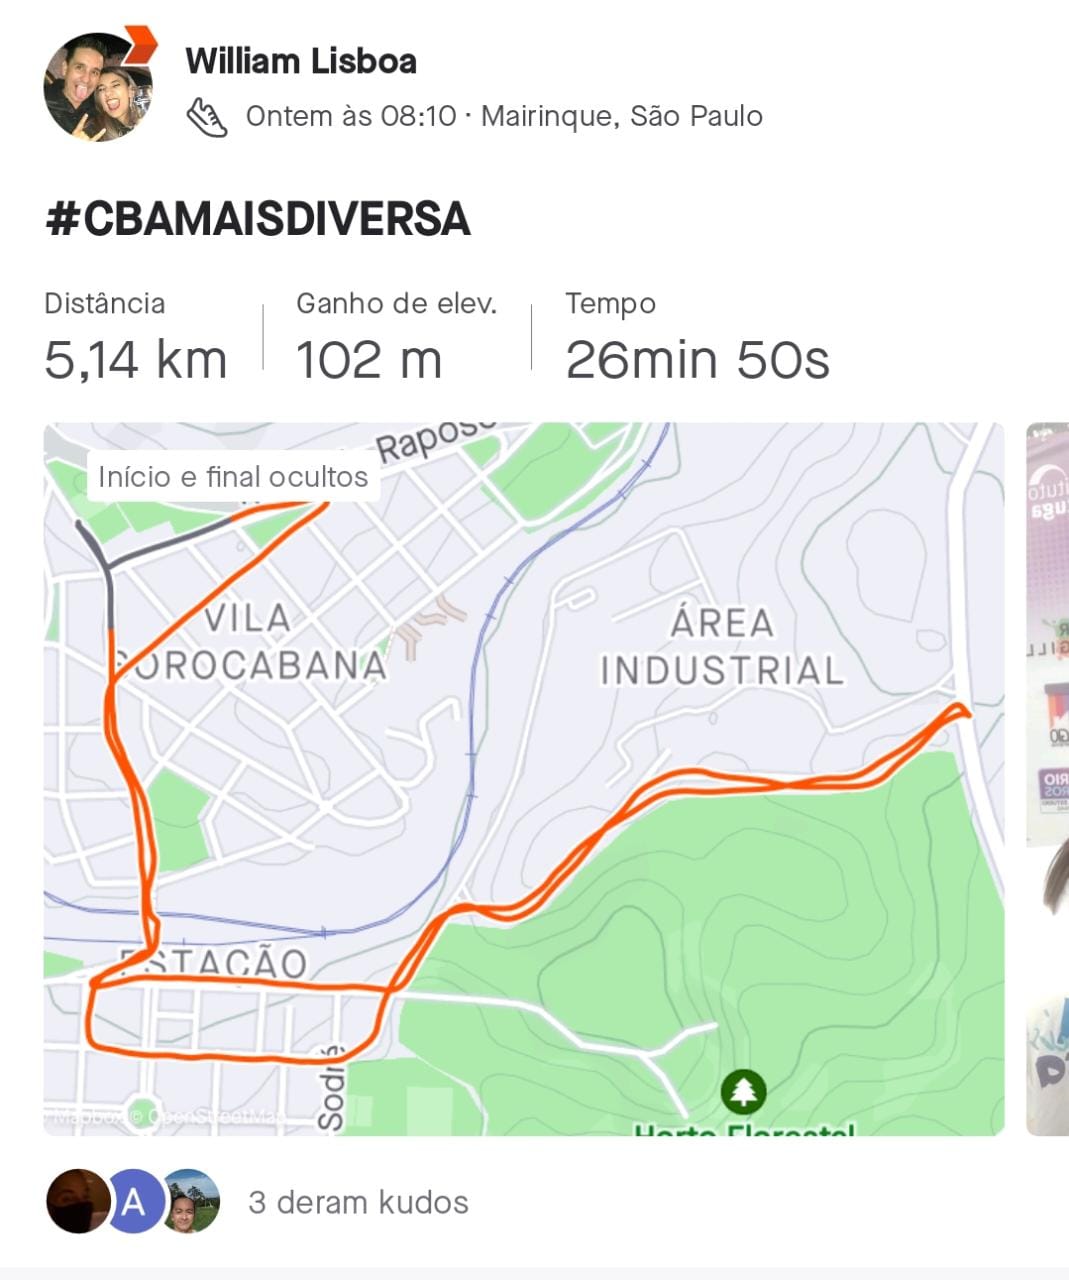 William Lisboa
Ontem às 08:10 · Mairinque, São Paulo
#CBAMAISDIVERSA
Distância
Ganho de elev.
Tempo
5,14 km
102 m
26min 50s
Raposo
Início e final ocultos
VILA
SOROCABANA
ÁREA
INDUSTRIAL
ESTAÇÃO
Sodré
Mapbox © OpenStreetMap
Horto Florestal
A
3 deram kudos